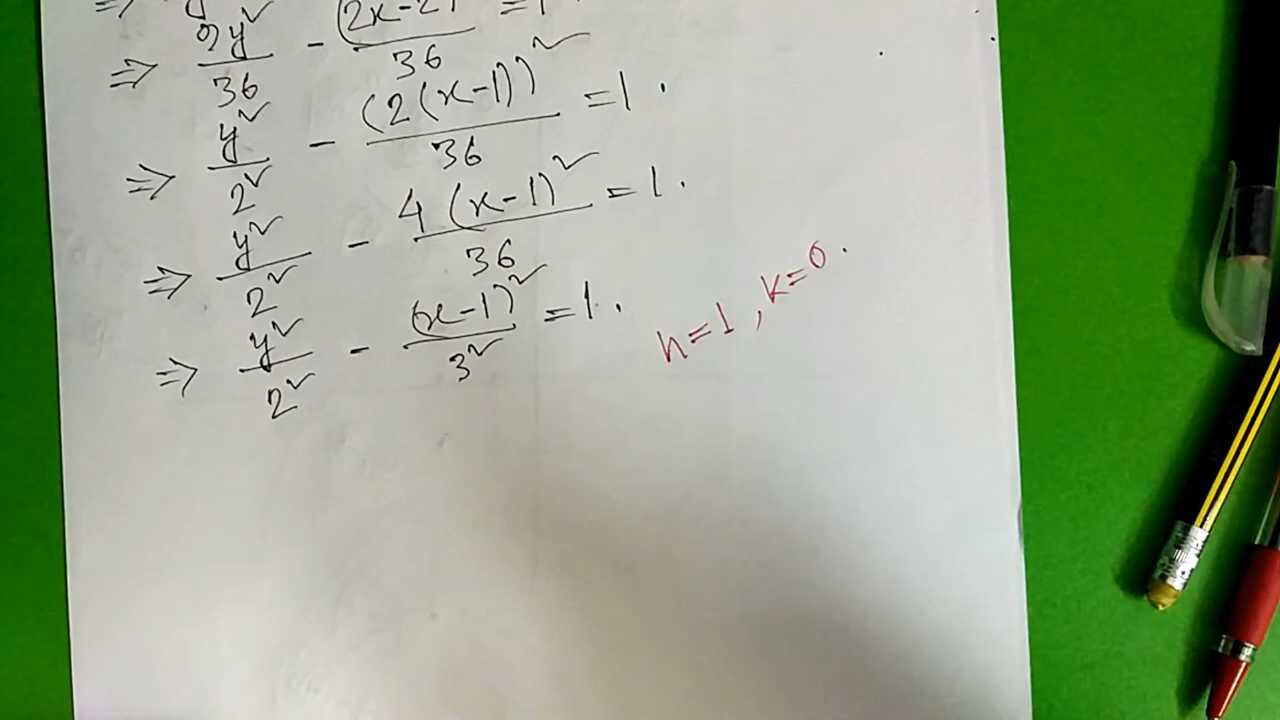 ⇒ 9y²/36 - (2x-2)²/36 = 1.
⇒ y²/2² - (2(x-1))²/36 = 1.
⇒ y²/2² - 4(x-1)²/36 = 1.
⇒ y²/2² - (x-1)²/3² = 1.
h=1, k=0.